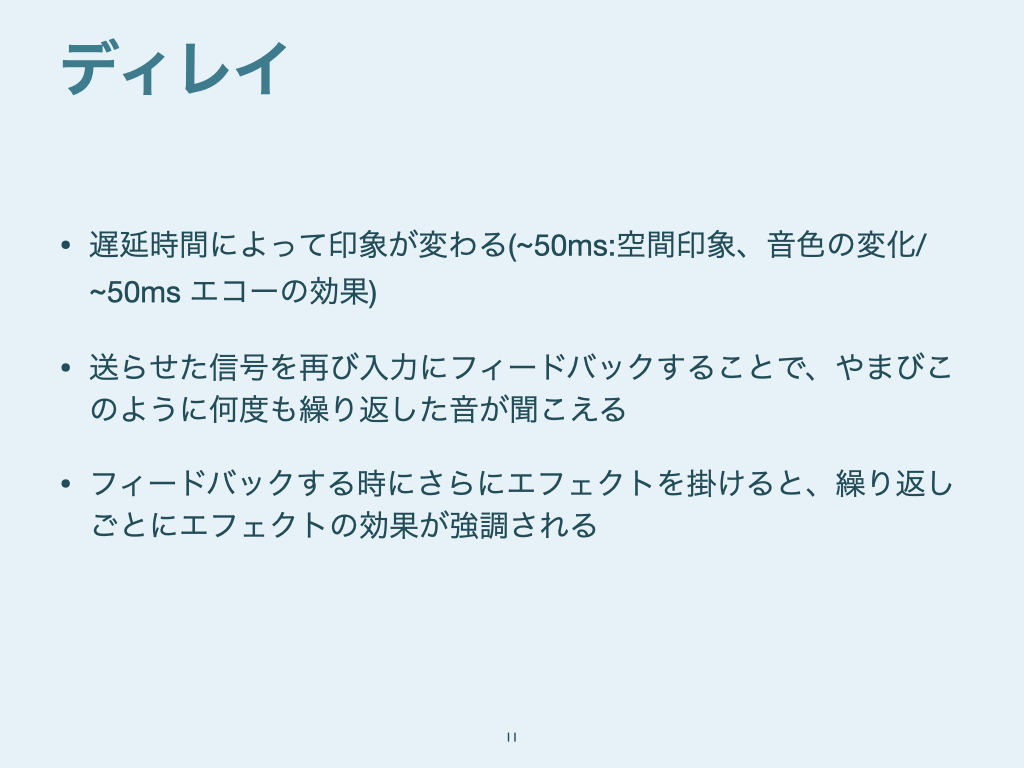 ディレイ
• 遅延時間によって印象が変わる(~50ms:空間印象、音色の変化/
~50ms エコーの効果)
• 送らせた信号を再び入力にフィードバックすることで、やまびこ
のように何度も繰り返した音が聞こえる
• フィードバックする時にさらにエフェクトを掛けると、繰り返し
ごとにエフェクトの効果が強調される
11